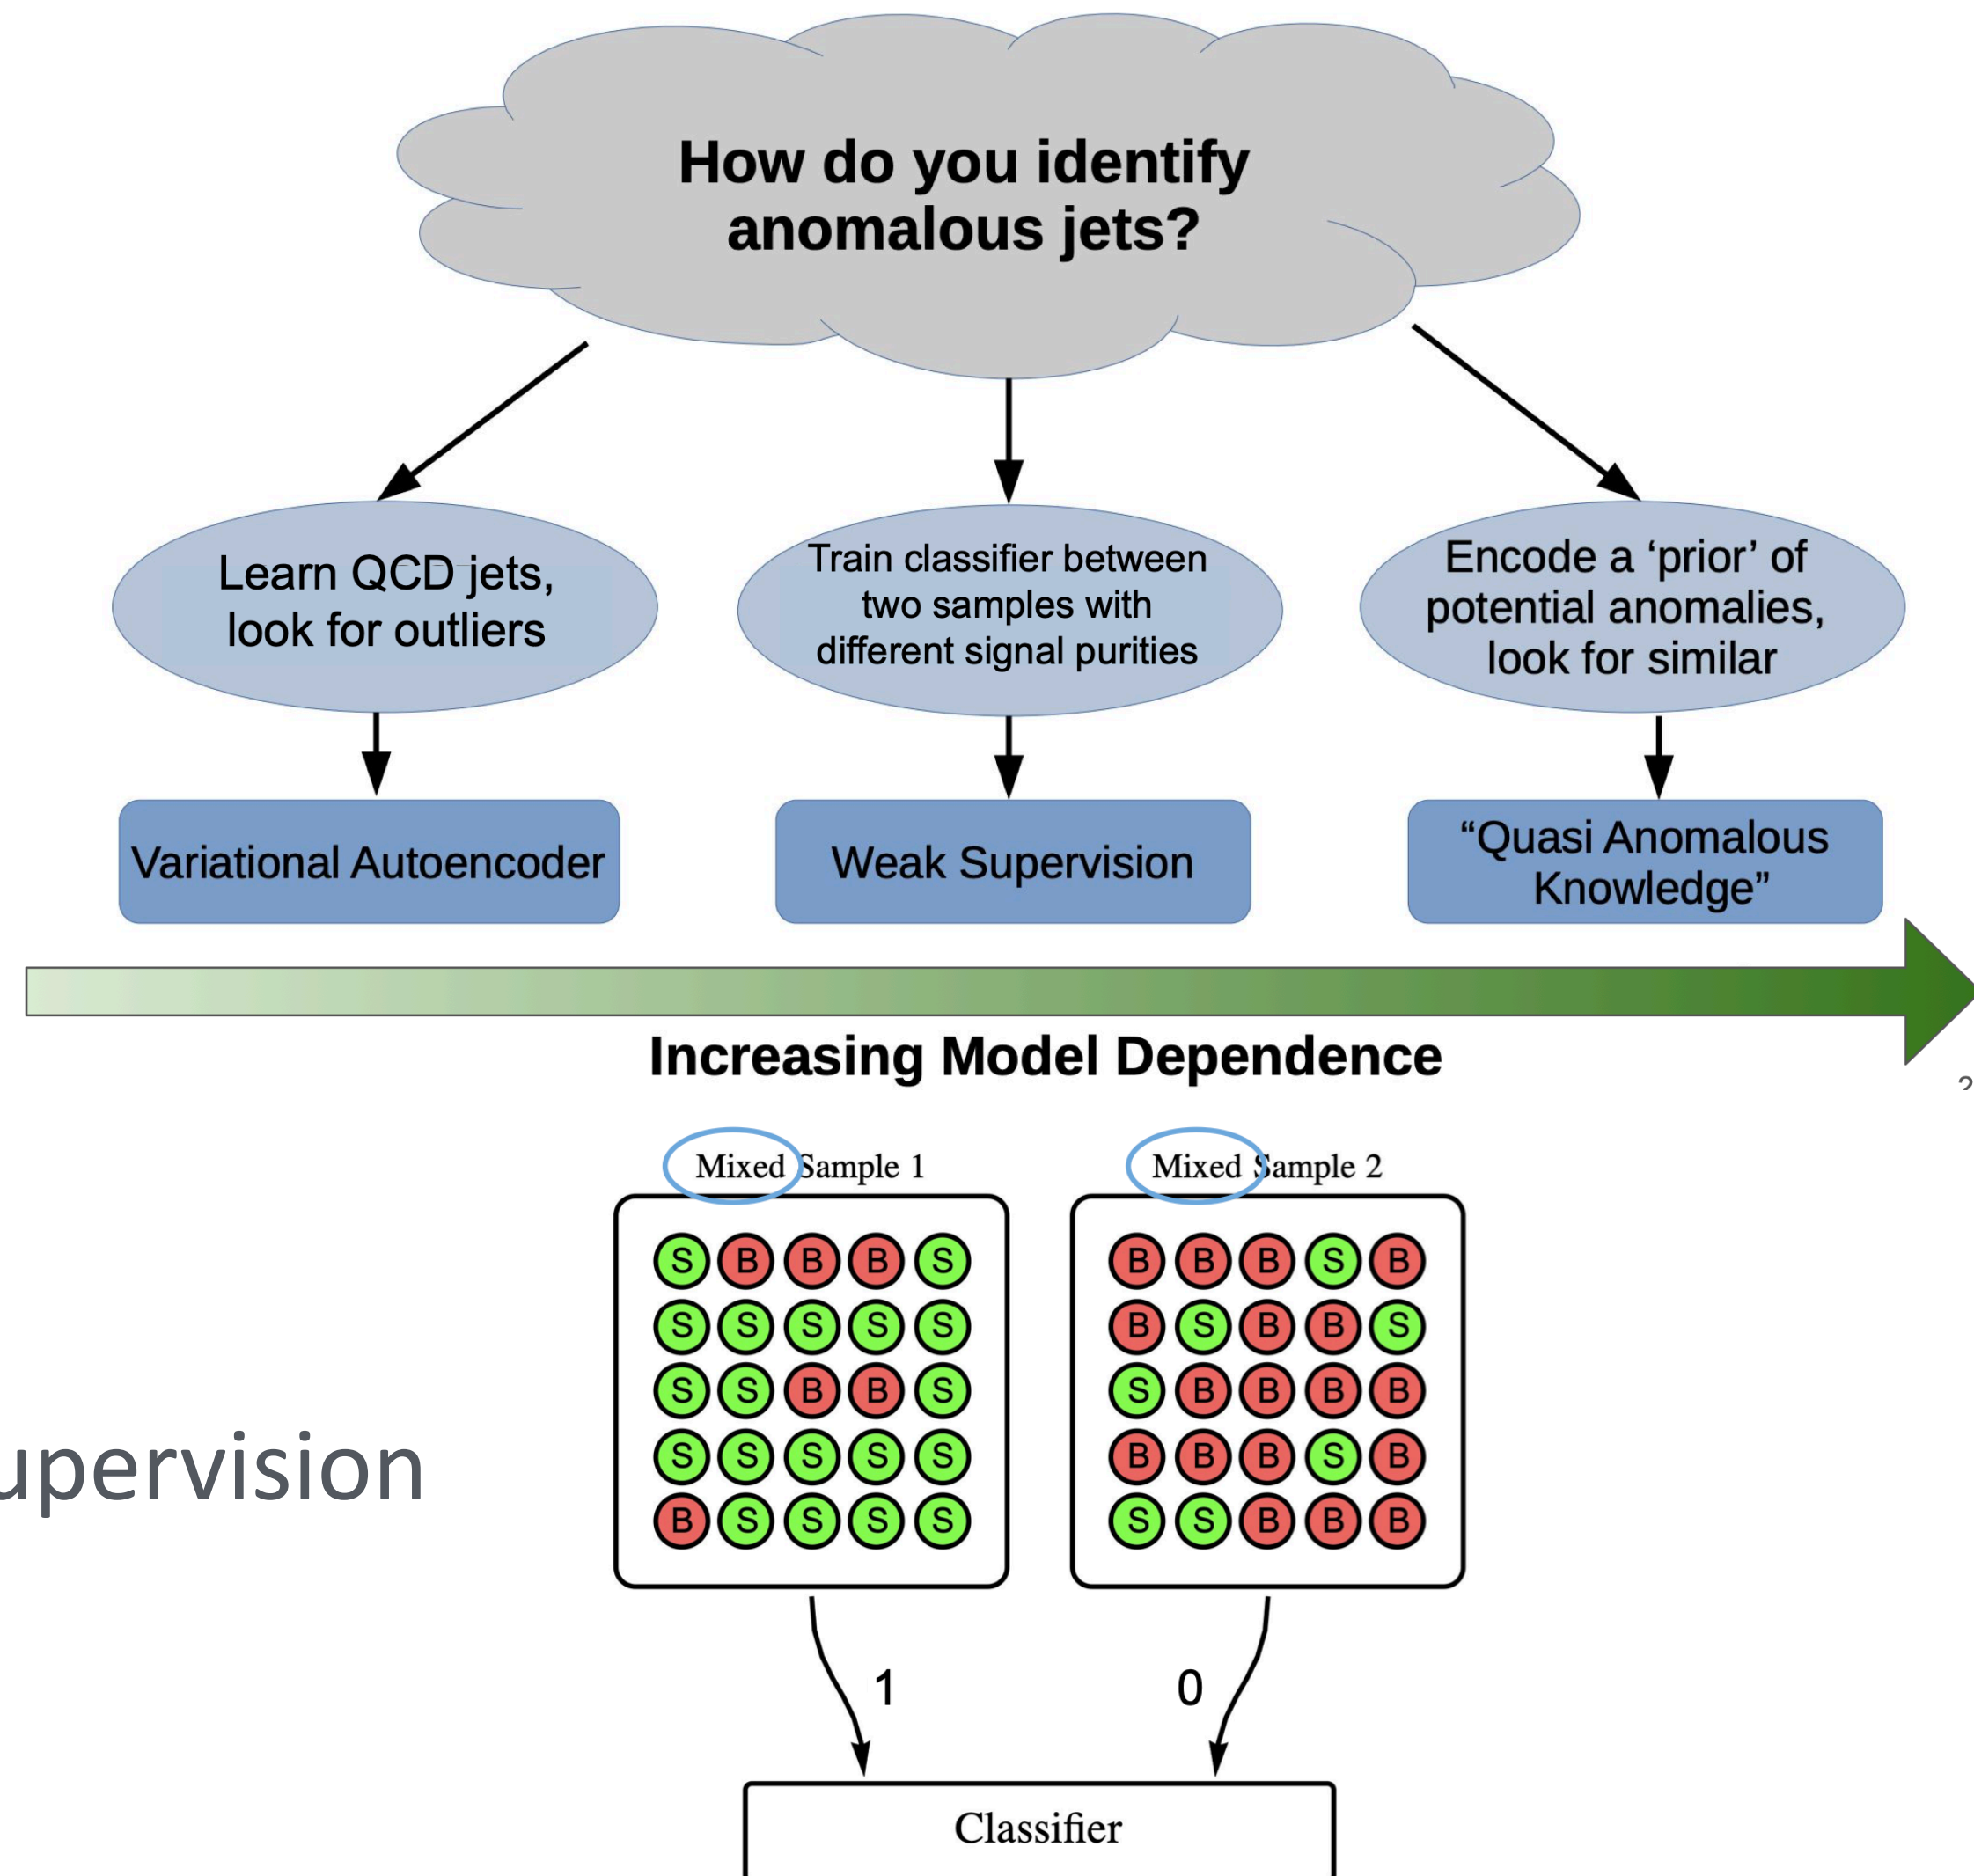 How do you identify
anomalous jets?
Learn QCD jets,
look for outliers
Train classifier between
two samples with
different signal purities
Encode a ‘prior’ of
potential anomalies,
look for similar
Variational Autoencoder
Weak Supervision
“Quasi Anomalous
Knowledge”
Increasing Model Dependence
Mixed Sample 1
Mixed Sample 2
S B B B S
S S S S S
S S B B S
S S S S S
B S S S S
B B B S B
B S B B S
S B B B B
B B B S B
S S B B B
upervision
1
0
Classifier